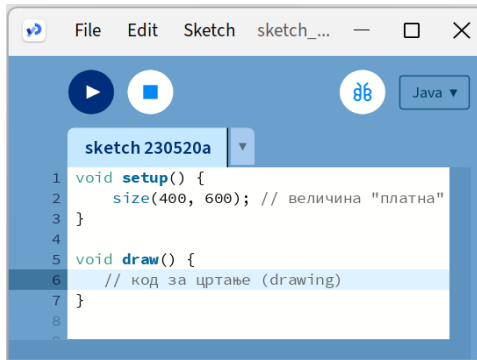 File Edit Sketch sketch_...
Java ▼
sketch 230520a ▼
1 void setup() {
2 size(400, 600); // величина "платна"
3 }
4
5 void draw() {
6 // код за цртање (drawing)
7 }
8